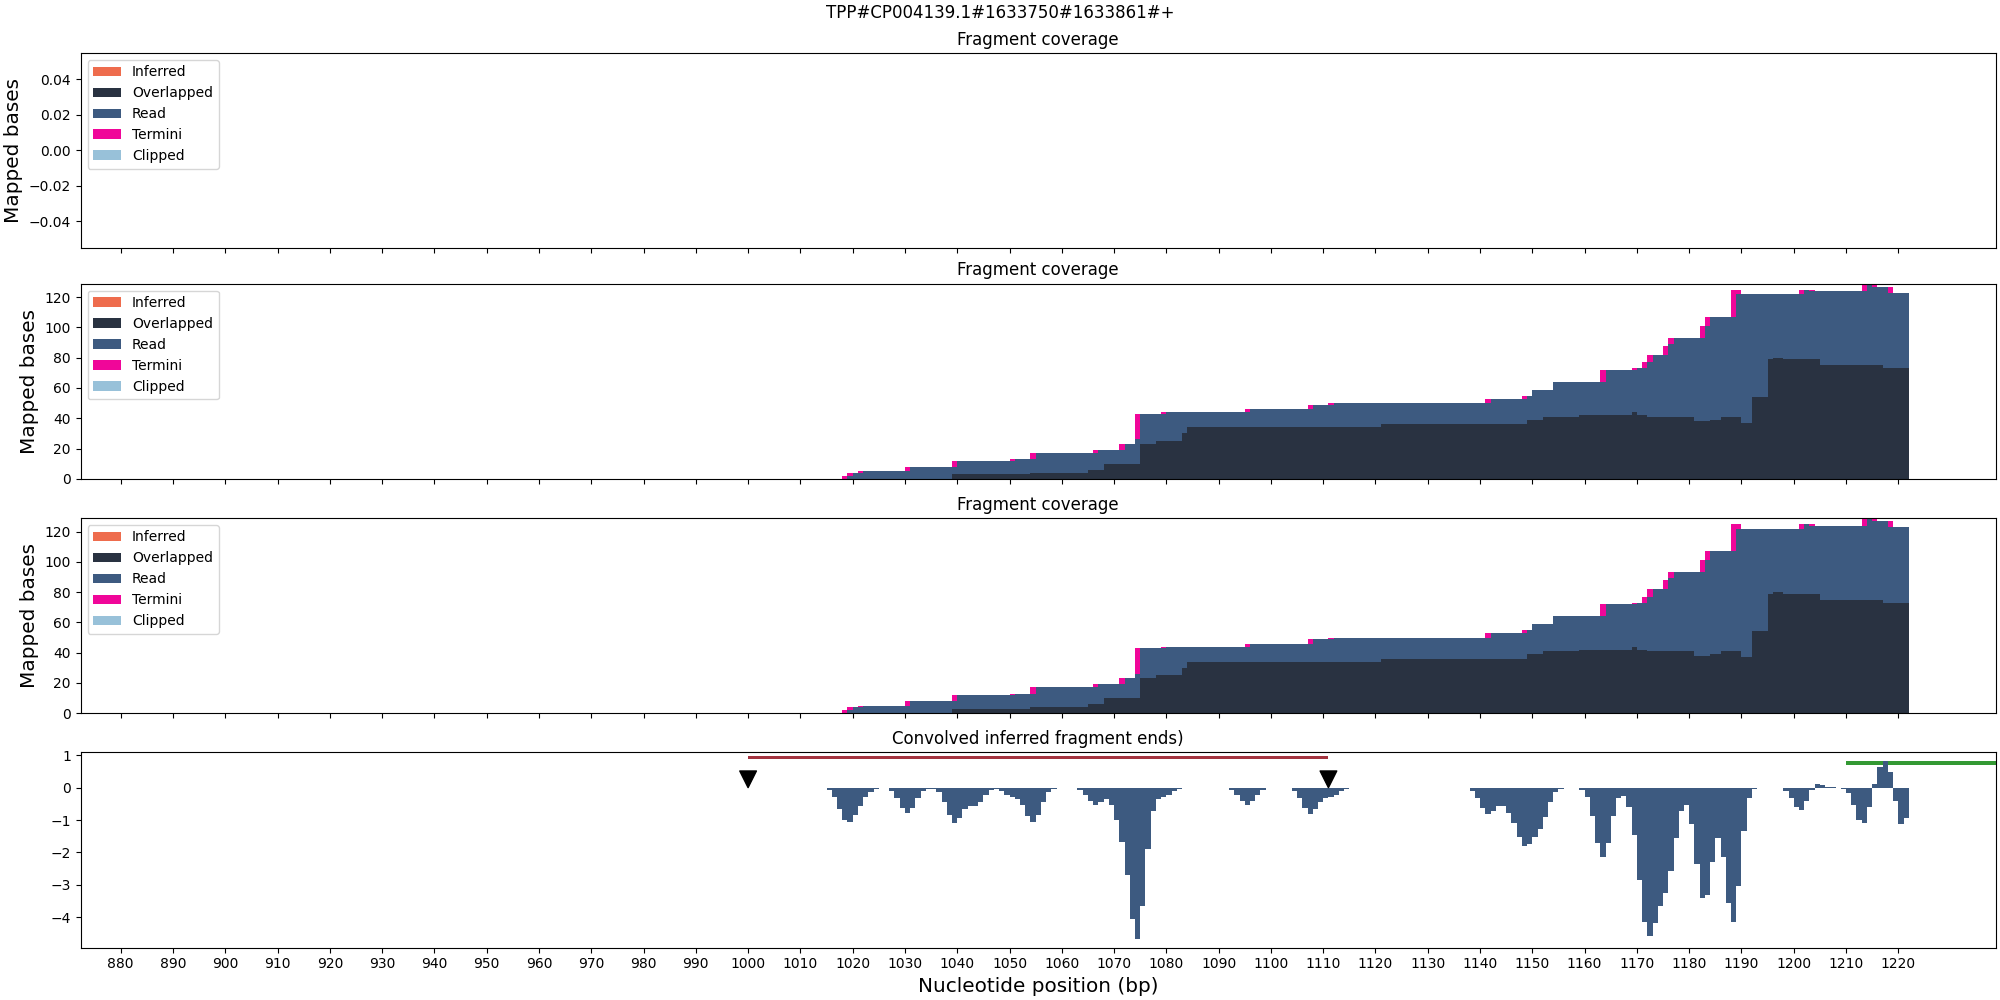 TPP#CP004139.1#1633750#1633861#+
Fragment coverage
Mapped bases
0.04
0.02
0.00
−0.02
−0.04
Inferred
Overlapped
Read
Termini
Clipped
Fragment coverage
Mapped bases
120
100
80
60
40
20
0
Inferred
Overlapped
Read
Termini
Clipped
Fragment coverage
Mapped bases
120
100
80
60
40
20
0
Inferred
Overlapped
Read
Termini
Clipped
Convolved inferred fragment ends)
1
0
−1
−2
−3
−4
880 890 900 910 920 930 940 950 960 970 980 990 1000 1010 1020 1030 1040 1050 1060 1070 1080 1090 1100 1110 1120 1130 1140 1150 1160 1170 1180 1190 1200 1210 1220
Nucleotide position (bp)